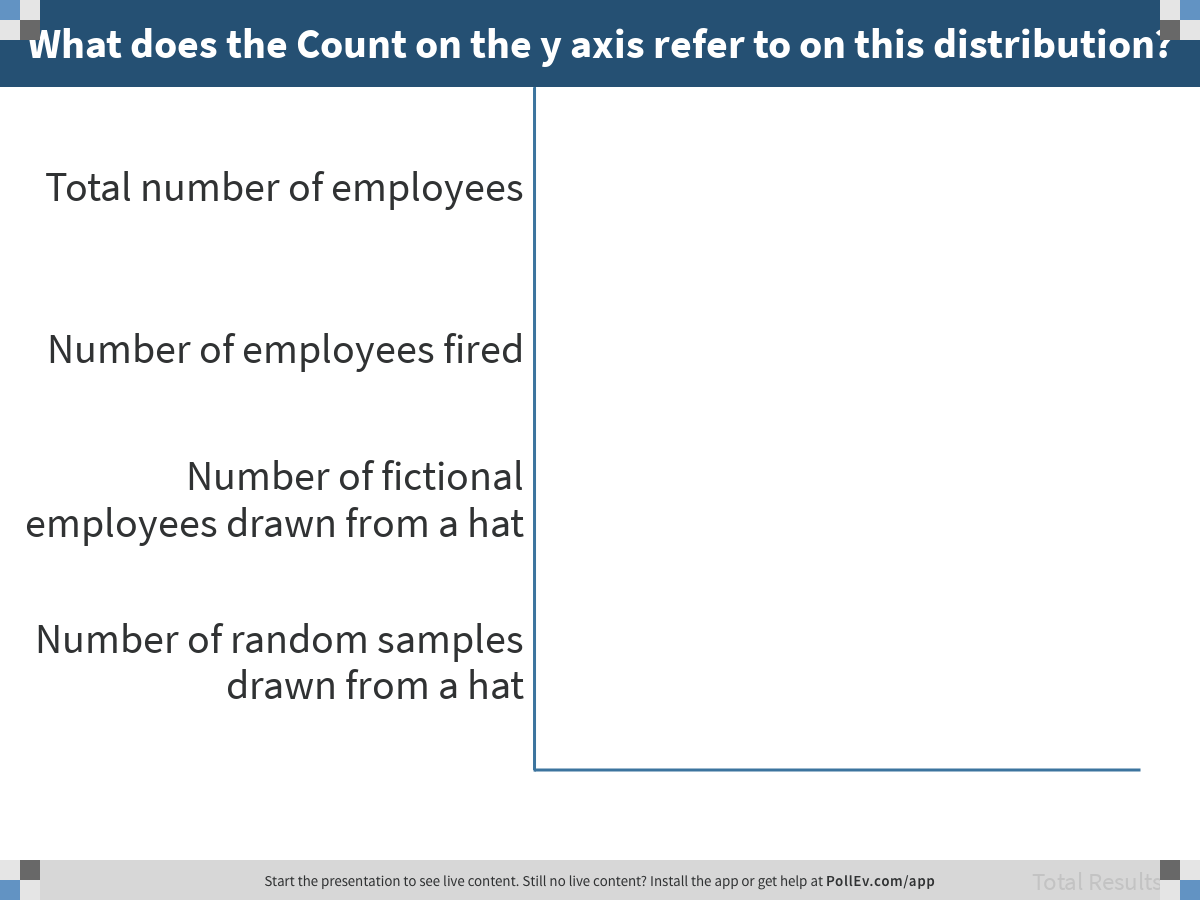 What does the Count on the y axis refer to on this distribution?
Total number of employees
Number of employees fired
Number of fictional
employees drawn from a hat
Number of random samples
drawn from a hat
Start the presentation to see live content. Still no live content? Install the app or get help at PollEv.com/app
Total Results